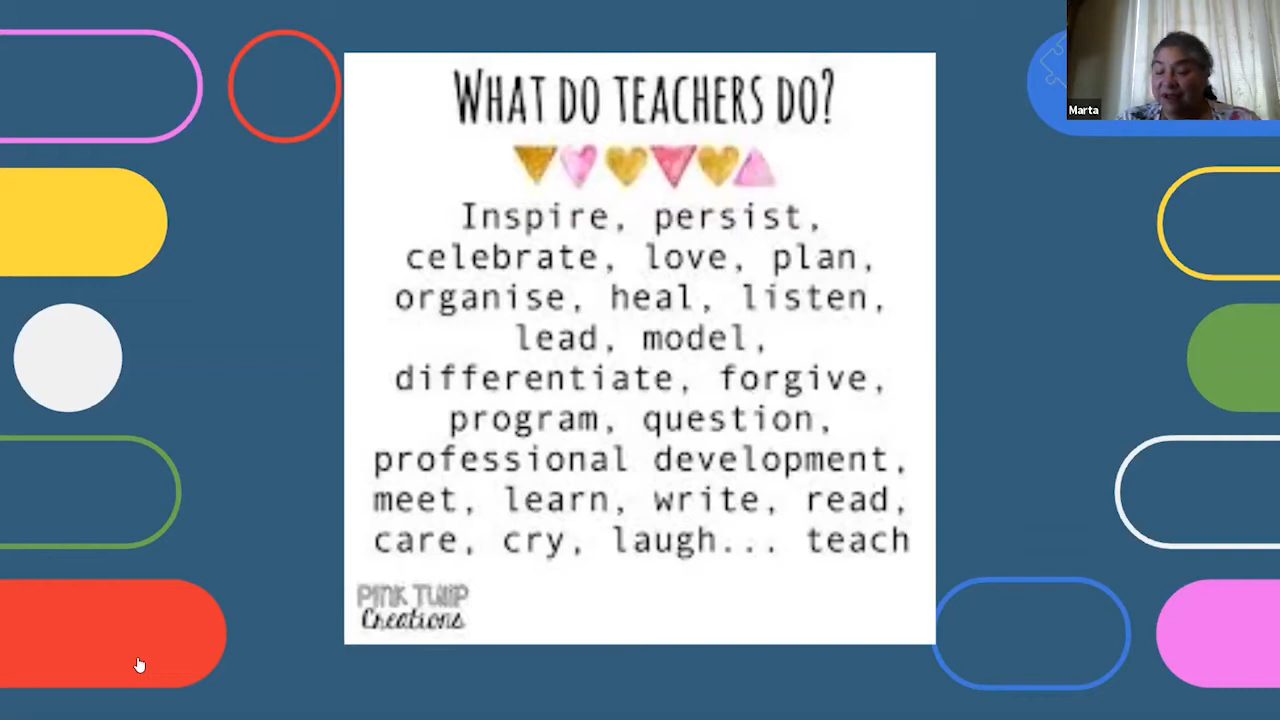 WHAT DO TEACHERS DO?
Inspire, persist,
celebrate, love, plan,
organise, heal, listen,
lead, model,
differentiate, forgive,
program, question,
professional development,
meet, learn, write, read,
care, cry, laugh... teach
PINK TULIP
Creations
Marta